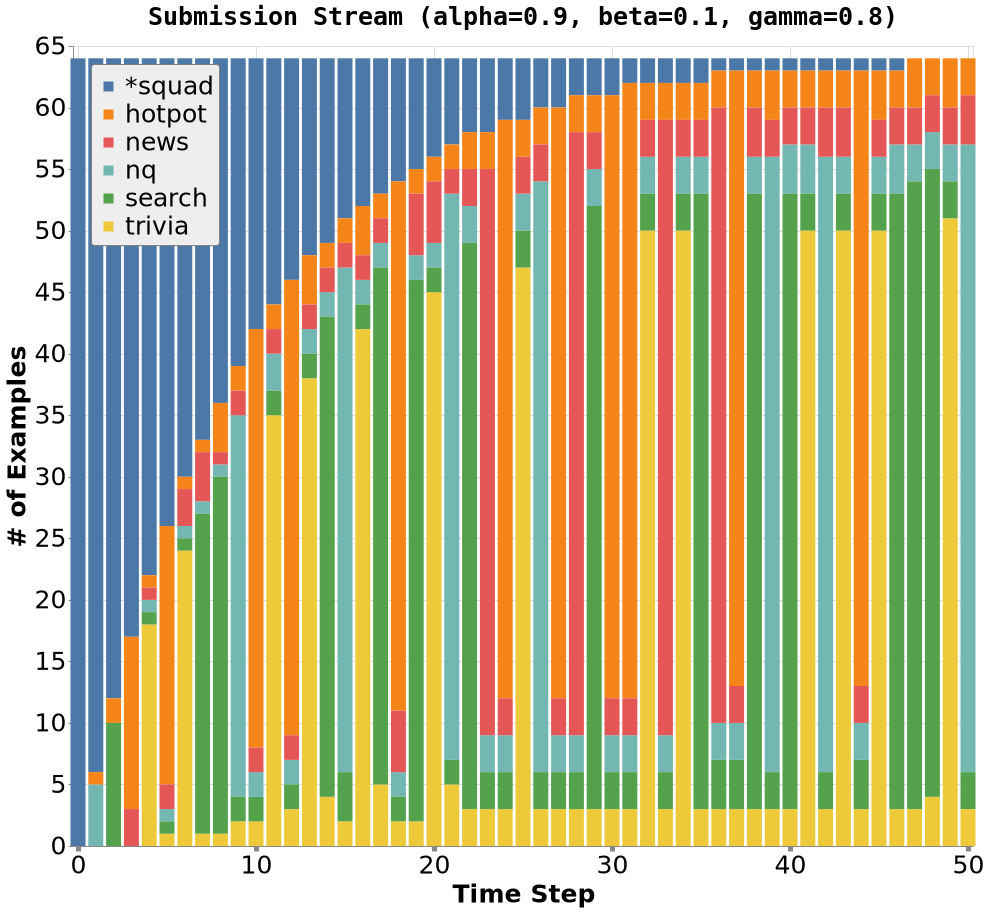 Submission Stream (alpha=0.9, beta=0.1, gamma=0.8)
65
60
55
50
45
40
35
30
25
20
15
10
5
0
# of Examples
*squad
hotpot
news
nq
search
trivia
0 10 20 30 40 50
Time Step